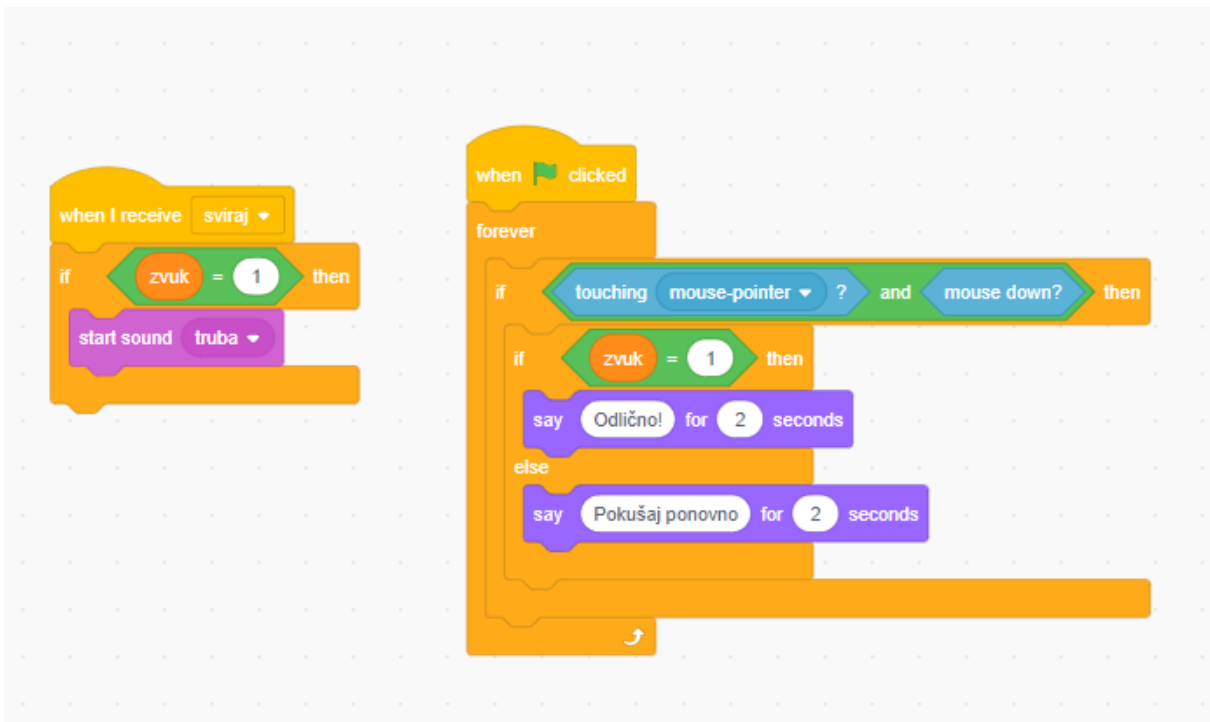 when I receive sviraj
if zvuk = 1 then
start sound truba
when clicked
forever
if touching mouse-pointer ? and mouse down? then
if zvuk = 1 then
say Odlično! for 2 seconds
else
say Pokušaj ponovno for 2 seconds